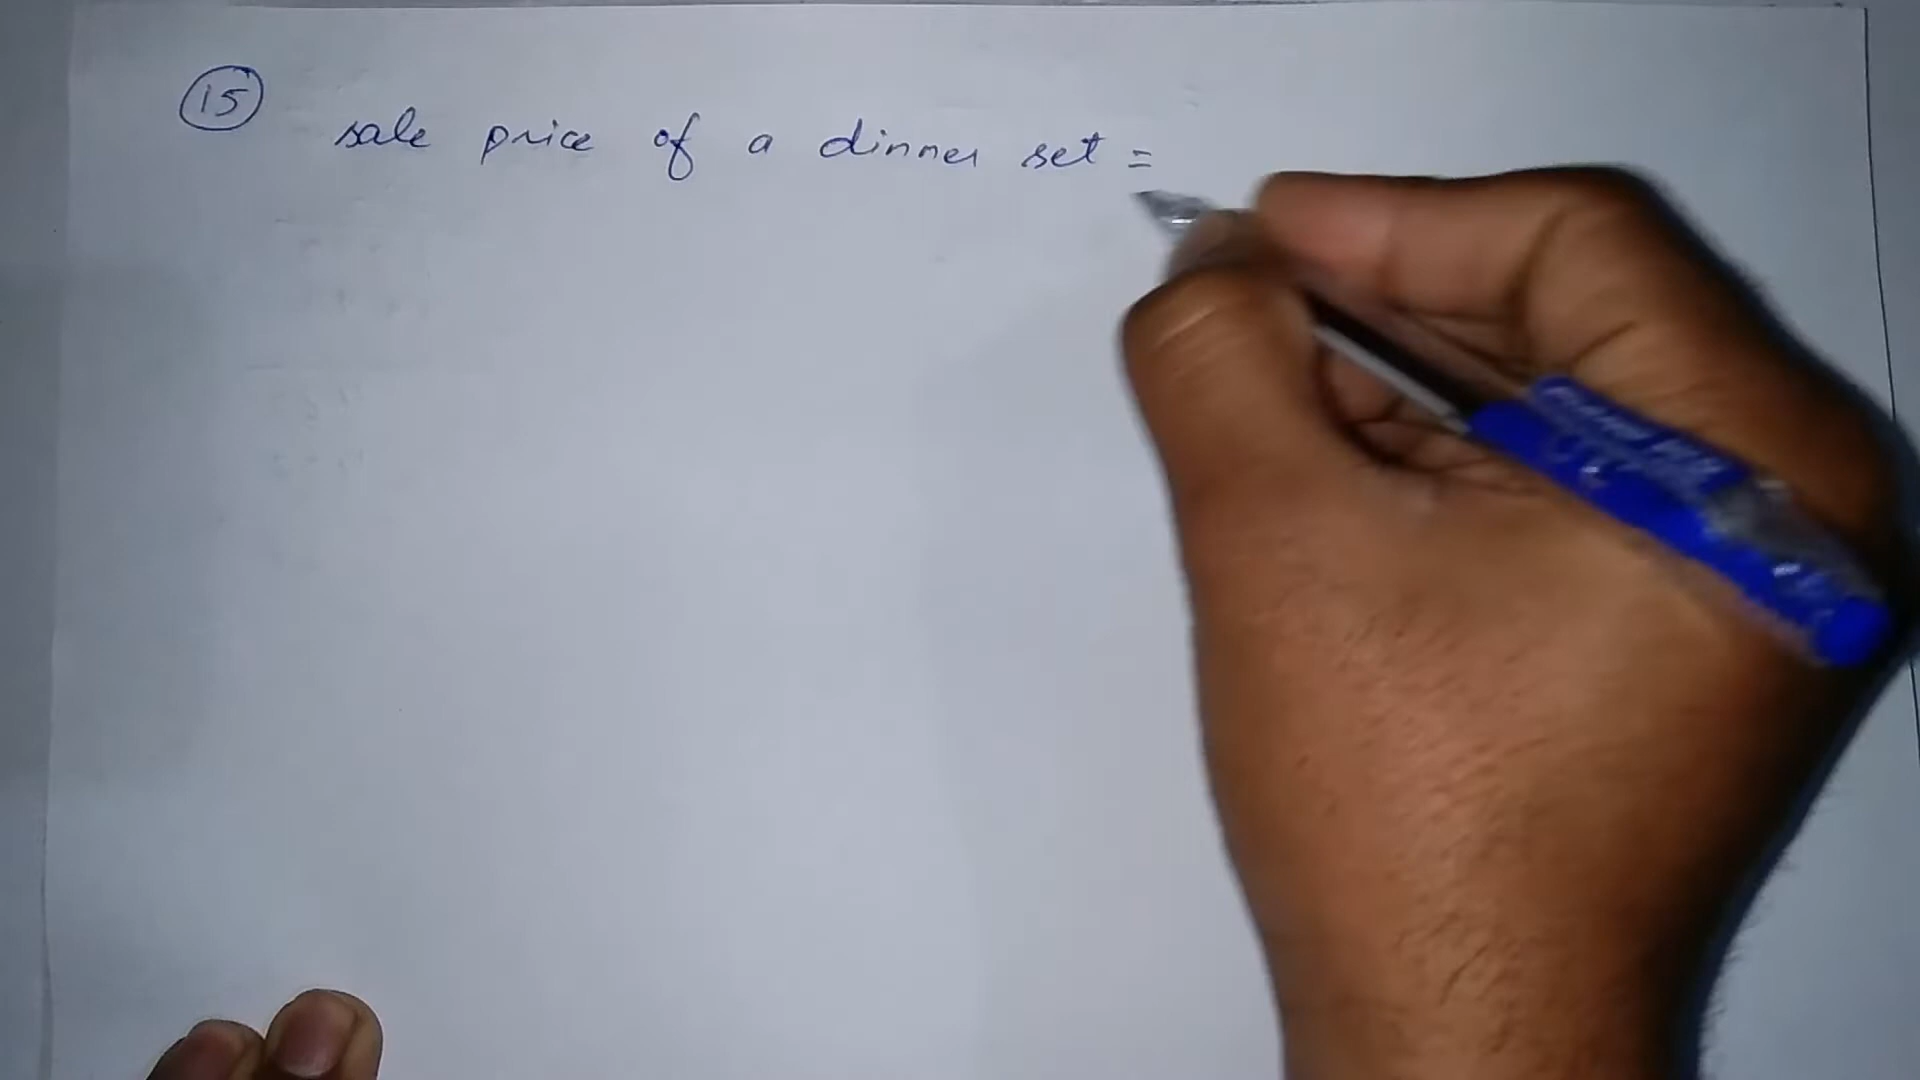 15
sale price of a dinner set =